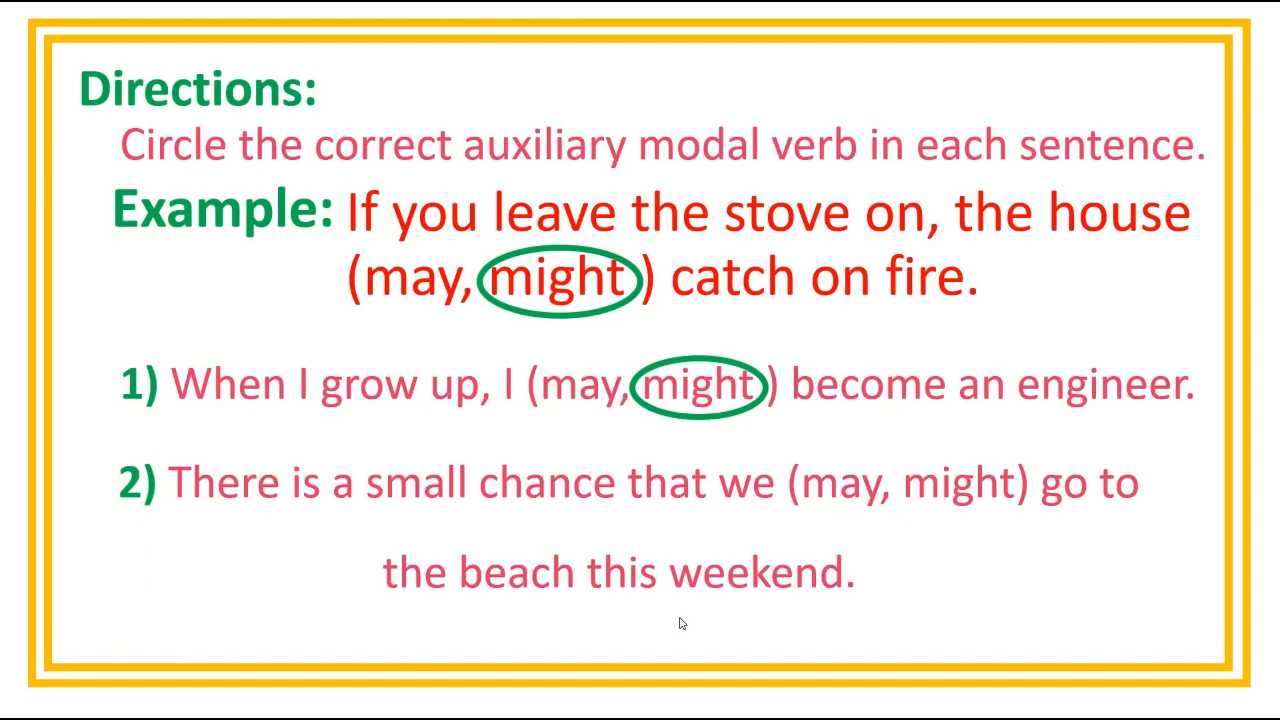 Directions:
Circle the correct auxiliary modal verb in each sentence.
Example: If you leave the stove on, the house
(may, might ) catch on fire.
1) When I grow up, I (may, might ) become an engineer.
2) There is a small chance that we (may, might) go to
the beach this weekend.